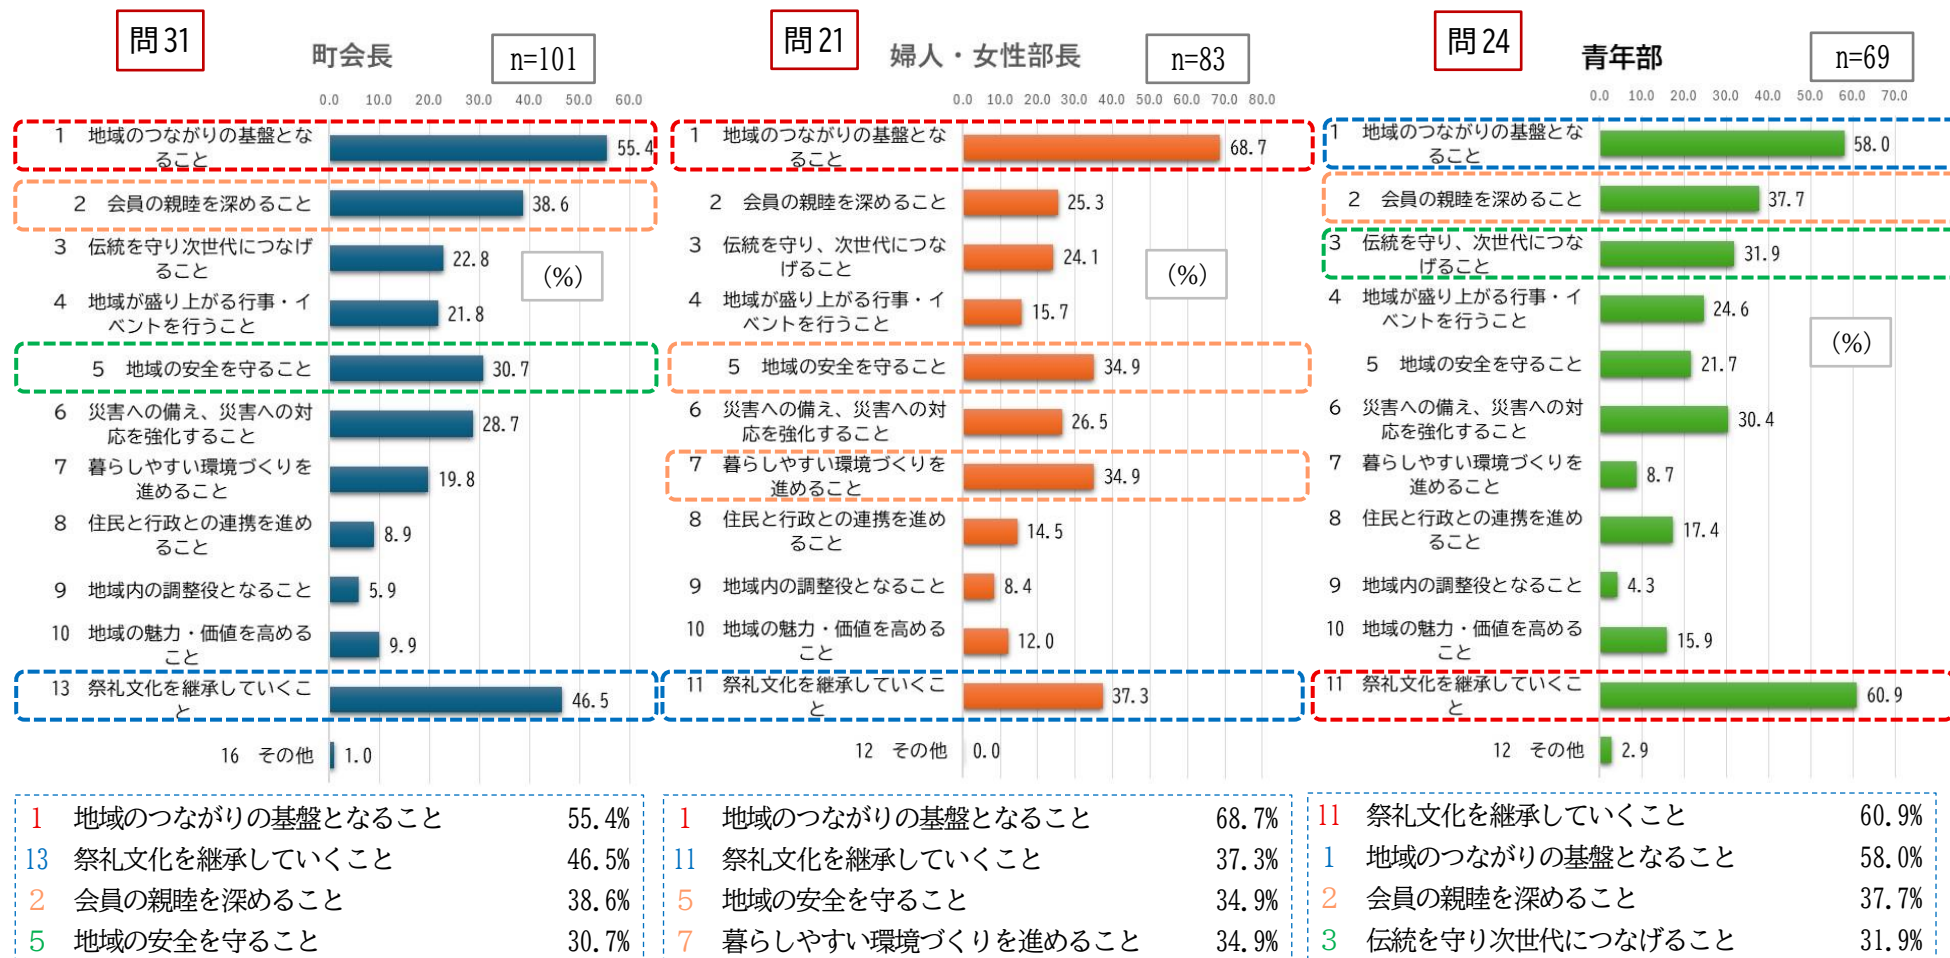 問31
町会長
n=101
0.0 10.0 20.0 30.0 40.0 50.0 60.0
1 地域のつながりの基盤とな
ること
55.4
2 会員の親睦を深めること
38.6
3 伝統を守り次世代につなげ
ること
22.8
(%)
4 地域が盛り上がる行事・イ
ベントを行うこと
21.8
5 地域の安全を守ること
30.7
6 災害への備え、災害への対
応を強化すること
28.7
7 暮らしやすい環境づくりを
進めること
19.8
8 住民と行政との連携を進め
ること
8.9
9 地域内の調整役となること
5.9
10 地域の魅力・価値を高める
こと
9.9
13 祭礼文化を継承していくこ
と
46.5
16 その他
1.0
1 地域のつながりの基盤となること 55.4%
13 祭礼文化を継承していくこと 46.5%
2 会員の親睦を深めること 38.6%
5 地域の安全を守ること 30.7%
問21
婦人・女性部長
n=83
0.0 10.0 20.0 30.0 40.0 50.0 60.0 70.0 80.0
1 地域のつながりの基盤とな
ること
68.7
2 会員の親睦を深めること
25.3
3 伝統を守り、次世代につな
げること
24.1
(%)
4 地域が盛り上がる行事・イ
ベントを行うこと
15.7
5 地域の安全を守ること
34.9
6 災害への備え、災害への対
応を強化すること
26.5
7 暮らしやすい環境づくりを
進めること
34.9
8 住民と行政との連携を進め
ること
14.5
9 地域内の調整役となること
8.4
10 地域の魅力・価値を高める
こと
12.0
11 祭礼文化を継承していくこ
と
37.3
12 その他
0.0
1 地域のつながりの基盤となること 68.7%
11 祭礼文化を継承していくこと 37.3%
5 地域の安全を守ること 34.9%
7 暮らしやすい環境づくりを進めること 34.9%
問24
青年部
n=69
0.0 10.0 20.0 30.0 40.0 50.0 60.0 70.0
1 地域のつながりの基盤とな
ること
58.0
2 会員の親睦を深めること
37.7
3 伝統を守り、次世代につな
げること
31.9
4 地域が盛り上がる行事・イ
ベントを行うこと
24.6
(%)
5 地域の安全を守ること
21.7
6 災害への備え、災害への対
応を強化すること
30.4
7 暮らしやすい環境づくりを
進めること
8.7
8 住民と行政との連携を進め
ること
17.4
9 地域内の調整役となること
4.3
10 地域の魅力・価値を高める
こと
15.9
11 祭礼文化を継承していくこ
と
60.9
12 その他
2.9
11 祭礼文化を継承していくこと 60.9%
1 地域のつながりの基盤となること 58.0%
2 会員の親睦を深めること 37.7%
3 伝統を守り次世代につなげること 31.9%